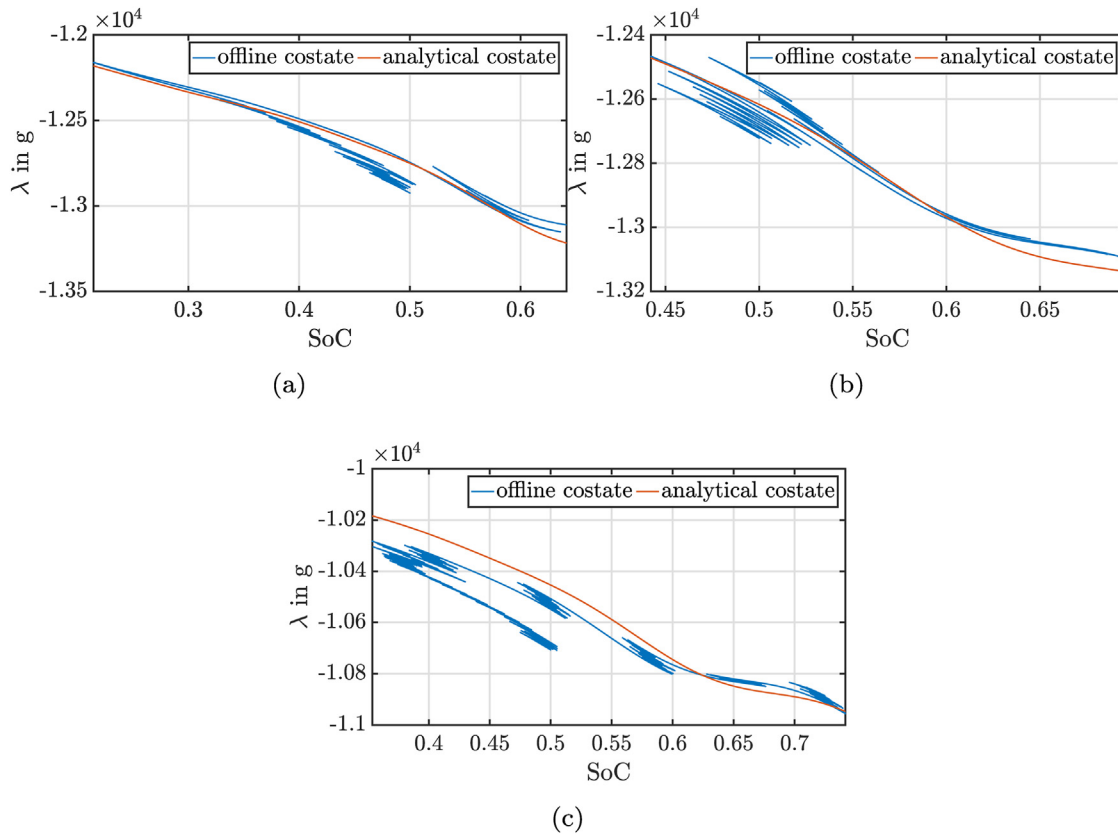 ×10⁴
-1.2
-1.25
-1.3
-1.35
λ in g
offline costate
analytical costate
0.3
0.4
0.5
0.6
SoC
(a)
×10⁴
-1.24
-1.26
-1.28
-1.3
-1.32
λ in g
offline costate
analytical costate
0.45
0.5
0.55
0.6
0.65
SoC
(b)
×10⁴
-1
-1.02
-1.04
-1.06
-1.08
-1.1
λ in g
offline costate
analytical costate
0.4
0.45
0.5
0.55
0.6
0.65
0.7
SoC
(c)